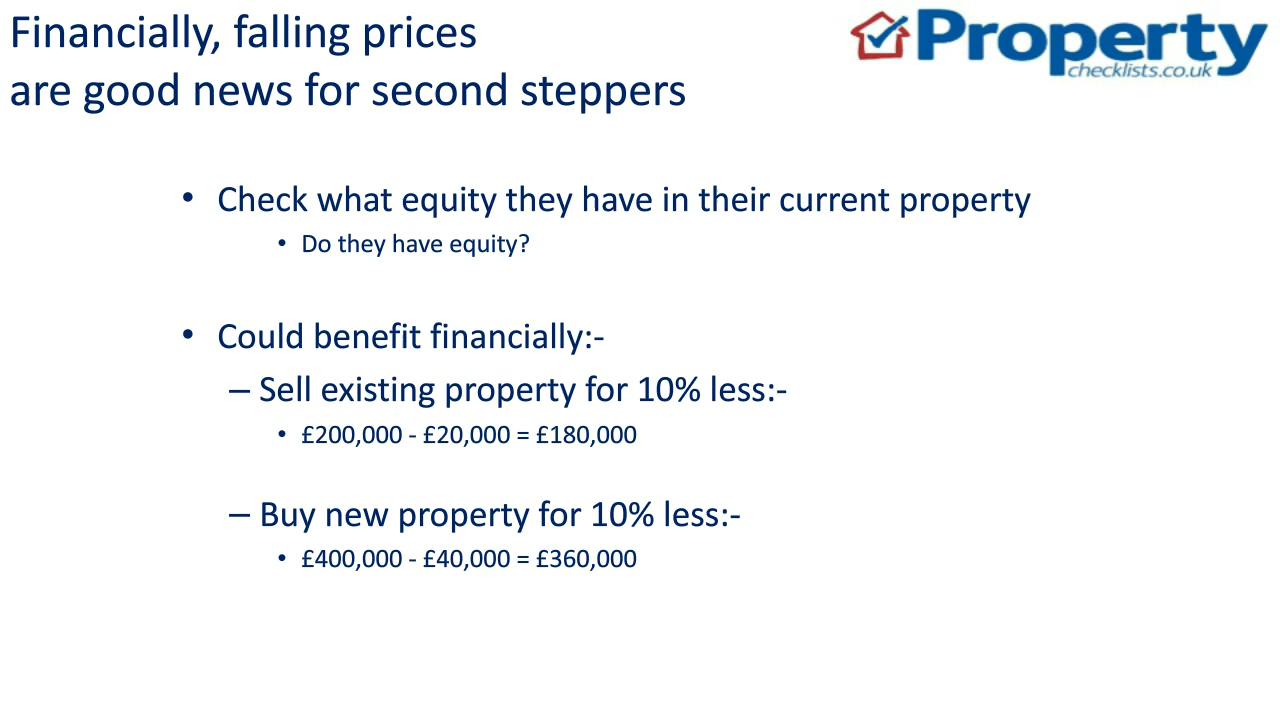 Financially, falling prices
are good news for second steppers
Property
checklists.co.uk
• Check what equity they have in their current property
• Do they have equity?
• Could benefit financially:-
– Sell existing property for 10% less:-
• £200,000 - £20,000 = £180,000
– Buy new property for 10% less:-
• £400,000 - £40,000 = £360,000